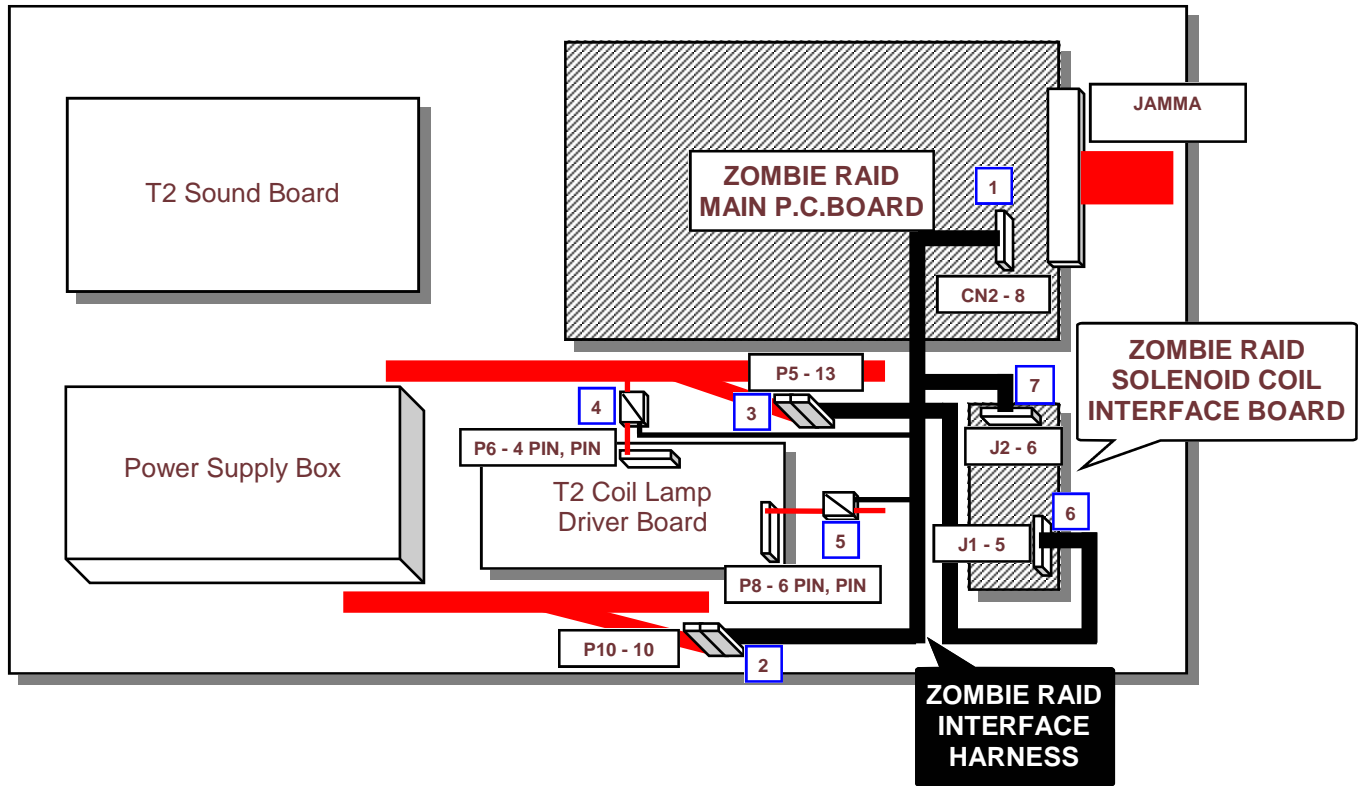 JAMMA
T2 Sound Board
ZOMBIE RAID
MAIN P.C.BOARD
1
CN2 - 8
ZOMBIE RAID
SOLENOID COIL
INTERFACE BOARD
P5 - 13
7
4
3
J2 - 6
P6 - 4 PIN, PIN
Power Supply Box
T2 Coil Lamp
Driver Board
6
5
J1 - 5
P8 - 6 PIN, PIN
P10 - 10
2
ZOMBIE RAID
INTERFACE
HARNESS